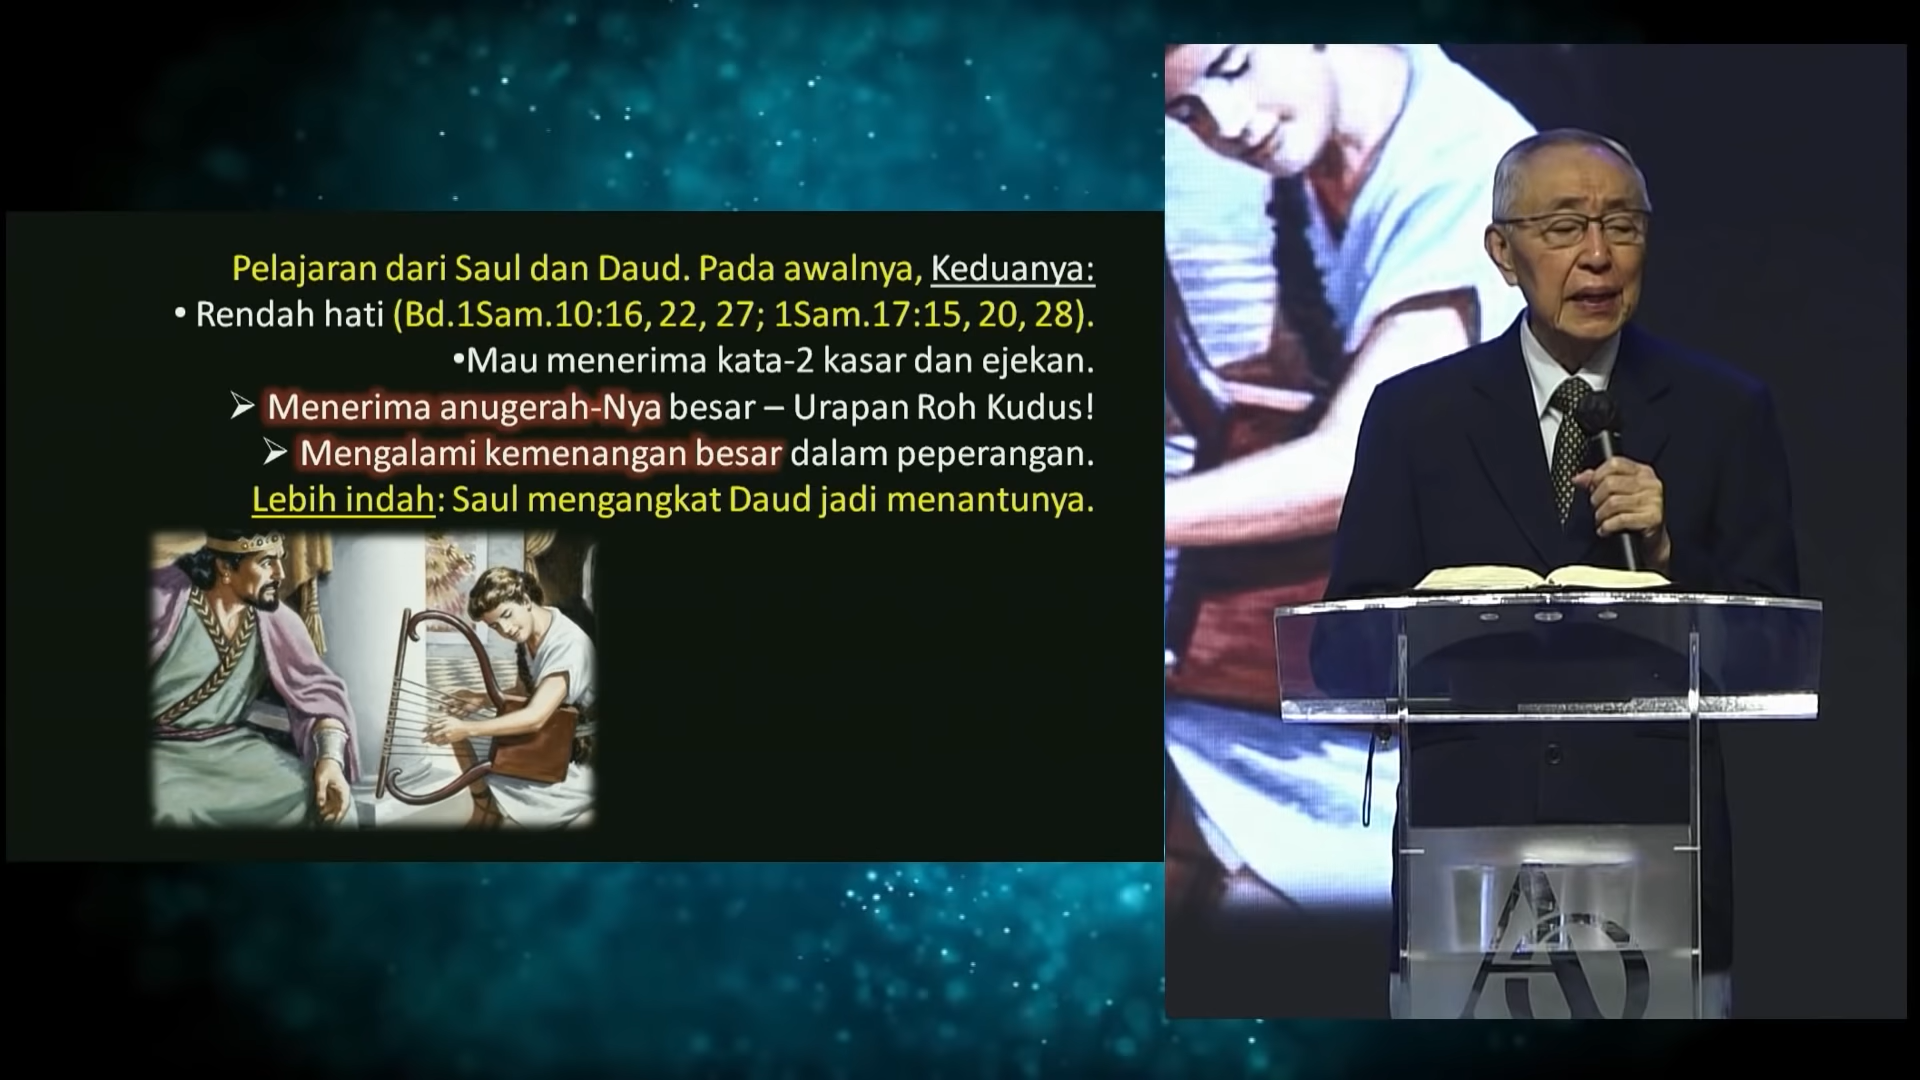 Pelajaran dari Saul dan Daud. Pada awalnya, Keduanya:
• Rendah hati (Bd.1Sam.10:16, 22, 27; 1Sam.17:15, 20, 28).
•Mau menerima kata-2 kasar dan ejekan.
➢ Menerima anugerah-Nya besar – Urapan Roh Kudus!
➢ Mengalami kemenangan besar dalam peperangan.
Lebih indah: Saul mengangkat Daud jadi menantunya.